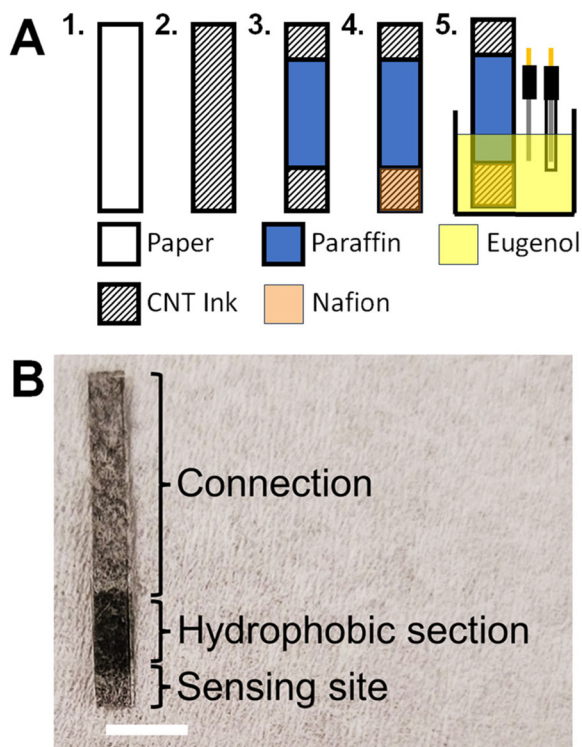 A
1. 2. 3. 4. 5.
Paper Paraffin Eugenol
CNT Ink Nafion
B
Connection
Hydrophobic section
Sensing site